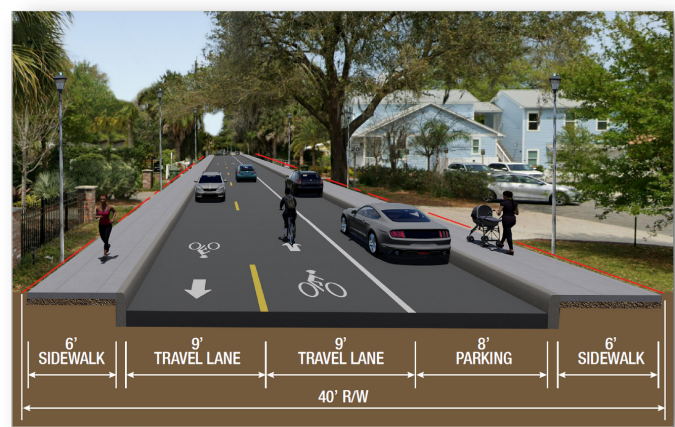 6'
SIDEWALK
9'
TRAVEL LANE
9'
TRAVEL LANE
8'
PARKING
6'
SIDEWALK
40' R/W